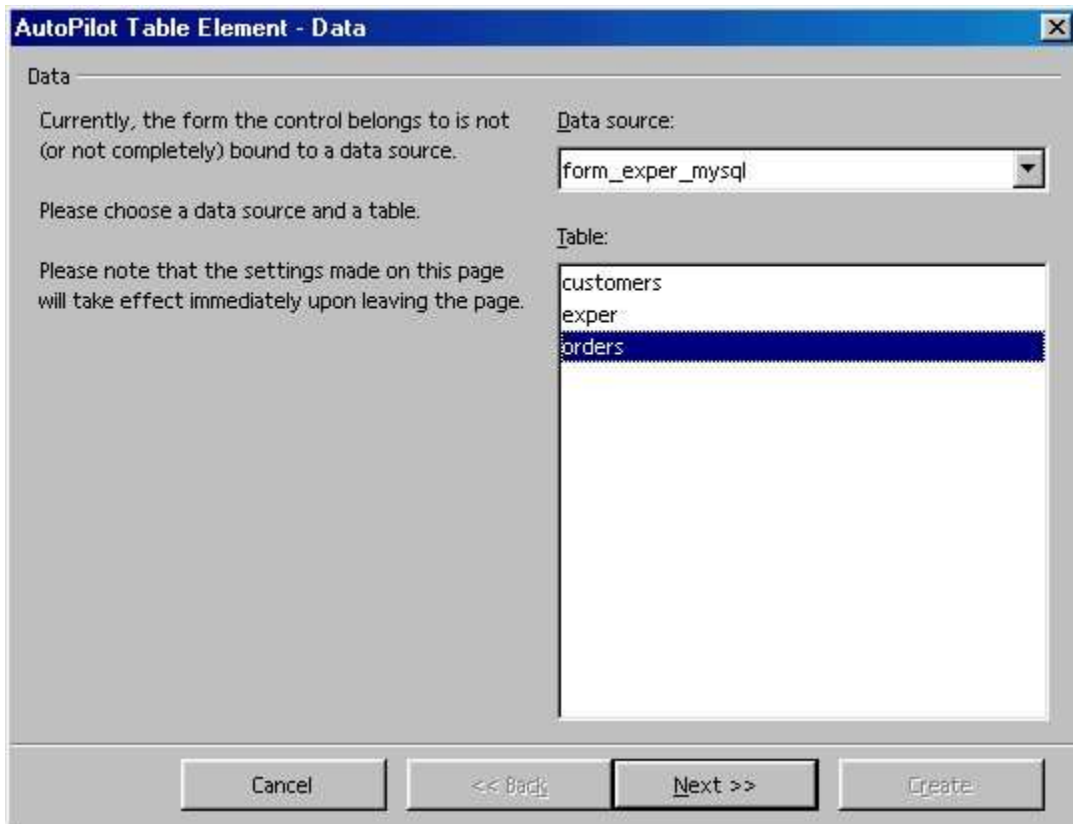 AutoPilot Table Element - Data
Data
Currently, the form the control belongs to is not
(or not completely) bound to a data source.
Please choose a data source and a table.
Please note that the settings made on this page
will take effect immediately upon leaving the page.
Data source:
form_exper_mysql
Table:
customers
exper
orders
Cancel
<< Back
Next >>
Create